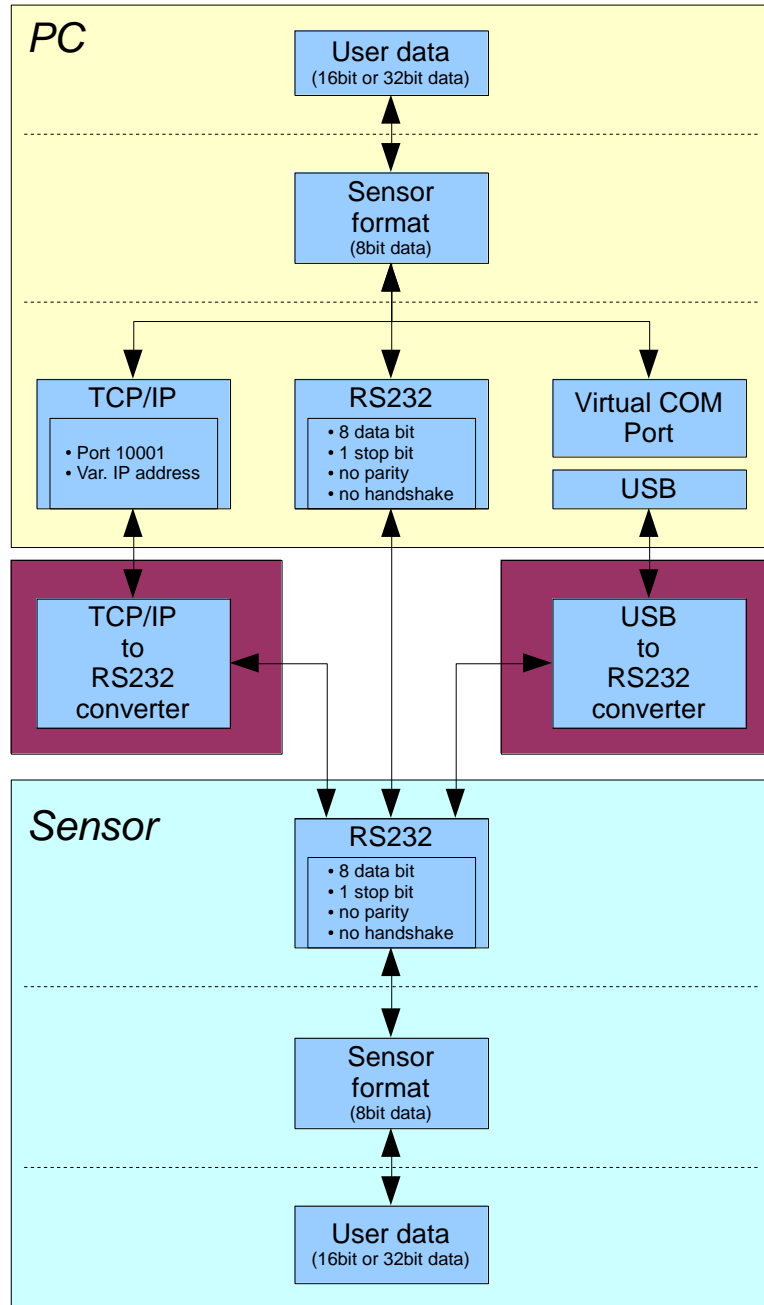 PC
User data
(16bit or 32bit data)
Sensor
format
(8bit data)
TCP/IP
• Port 10001
• Var. IP address
RS232
• 8 data bit
• 1 stop bit
• no parity
• no handshake
Virtual COM
Port
USB
TCP/IP
to
RS232
converter
USB
to
RS232
converter
Sensor
RS232
• 8 data bit
• 1 stop bit
• no parity
• no handshake
Sensor
format
(8bit data)
User data
(16bit or 32bit data)